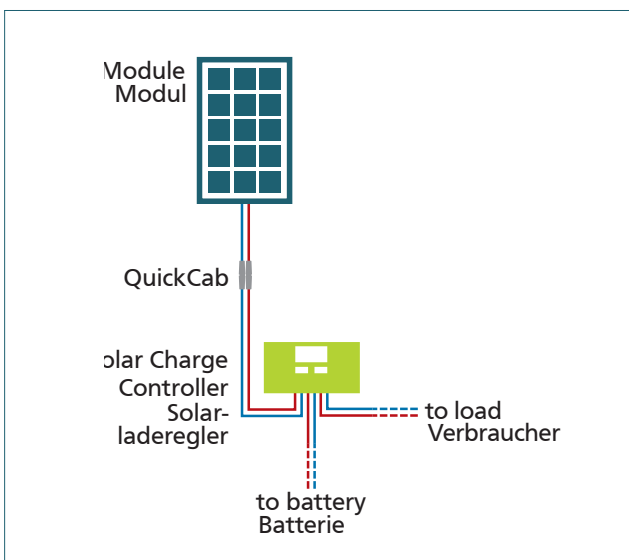 Module
Modul
QuickCab
olar Charge
Controller
Solar-
laderegler
to load
Verbraucher
to battery
Batterie